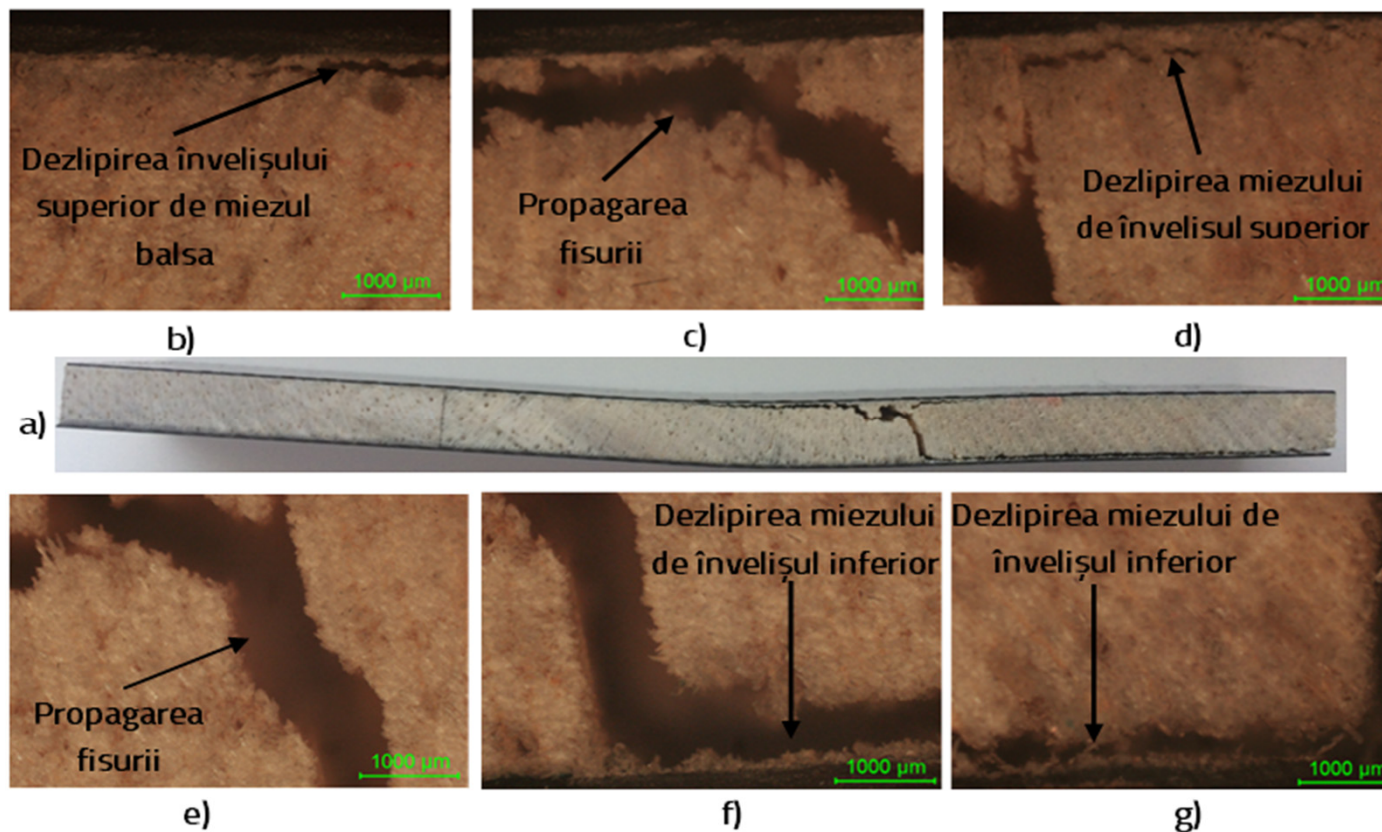 Dezlipirea învelișului
superior de miezul
balsa
1000 µm
b)
Propagarea
fisurii
1000 µm
c)
Dezlipirea miezului
de învelisul superior
1000 µm
d)
a)
Propagarea
fisurii
1000 µm
e)
Dezlipirea miezului
de învelișul inferior
1000 µm
f)
Dezlipirea miezului de
învelișul inferior
1000 µm
g)